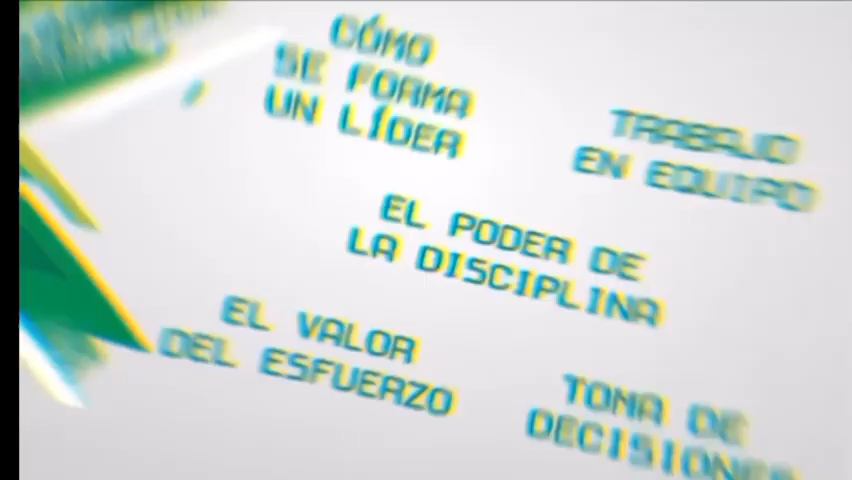 CÓMO
SE FORMA
UN LÍDER
TRABAJO
EN EQUIPO
EL PODER DE
LA DISCIPLINA
EL VALOR
DEL ESFUERZO
TOMA DE
DECISIONES